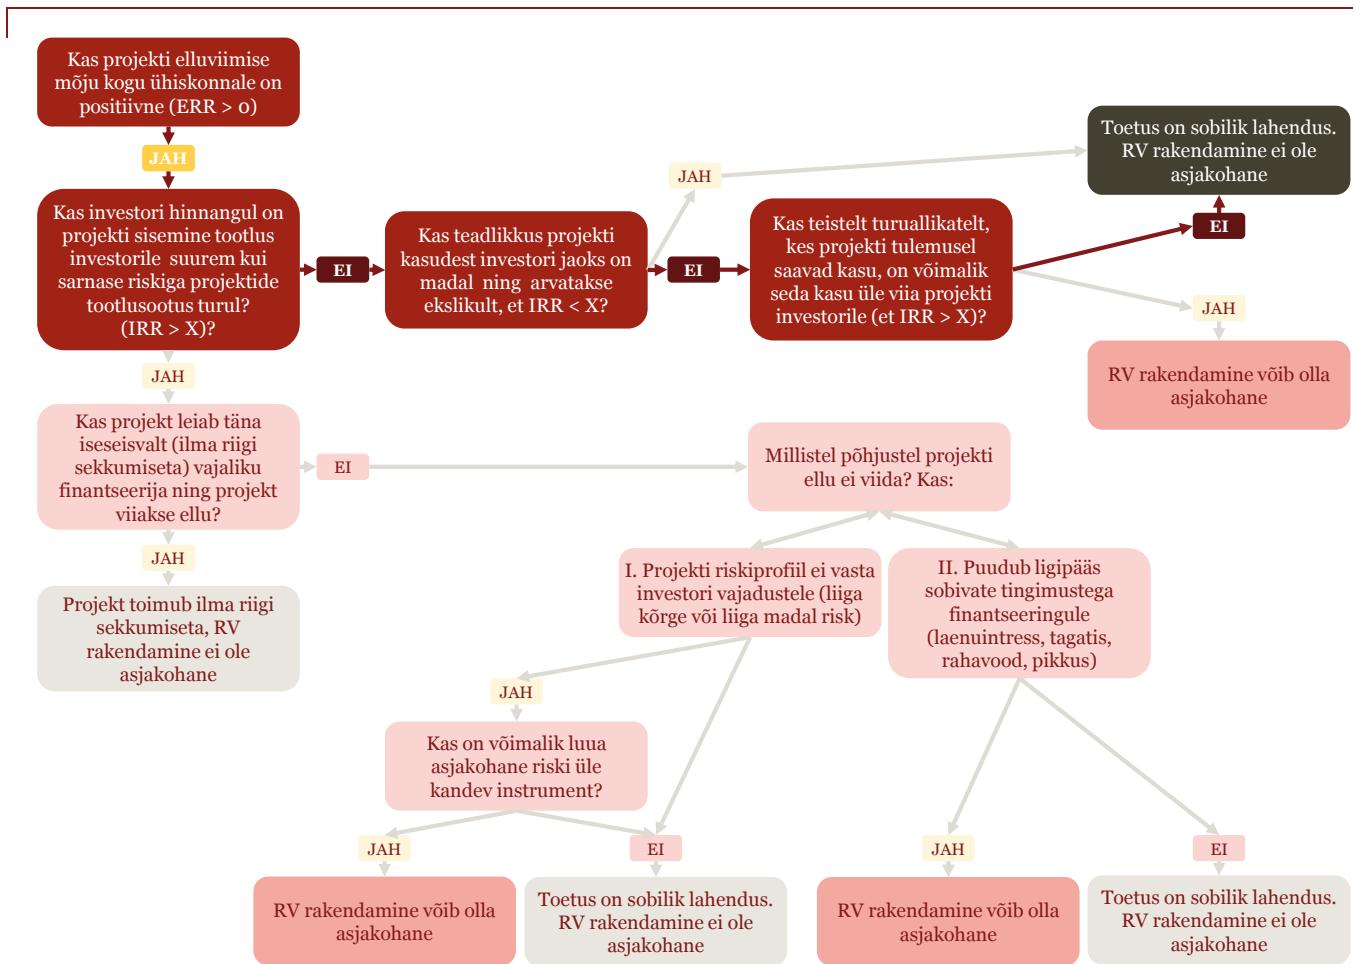 Kas projekti elluviimise
mõju kogu ühiskonnale on
positiivne (ERR > 0)
JAH
Kas investori hinnangul on
projekti sisemine tootlus
investorile suurem kui
sarnase riskiga projektide
tootlusootus turul?
(IRR > X)?
EI
Kas teadlikkus projekti
kasudest investori jaoks on
madal ning arvatakse
ekslikult, et IRR < X?
JAH
EI
Kas teistelt turuallikatelt,
kes projekti tulemusel
saavad kasu, on võimalik
seda kasu üle viia projekti
investorile (et IRR > X)?
Toetus on sobilik lahendus.
RV rakendamine ei ole
asjakohane
EI
JAH
RV rakendamine võib olla
asjakohane
JAH
Kas projekt leiab täna
iseseisvalt (ilma riigi
sekkumiseta) vajaliku
finantseerija ning projekt
viiakse ellu?
EI
Millistel põhjustel projekti
ellu ei viida? Kas:
JAH
Projekt toimub ilma riigi
sekkumiseta, RV
rakendamine ei ole
asjakohane
I. Projekti riskiprofiil ei vasta
investori vajadustele (liiga
kõrge või liiga madal risk)
II. Puudub ligipääs
sobivate tingimustega
finantseeringule
(laenuintress, tagatis,
rahavood, pikkus)
JAH
Kas on võimalik luua
asjakohane riski üle
kandev instrument?
JAH
EI
JAH
EI
RV rakendamine võib olla
asjakohane
Toetus on sobilik lahendus.
RV rakendamine ei ole
asjakohane
RV rakendamine võib olla
asjakohane
Toetus on sobilik lahendus.
RV rakendamine ei ole
asjakohane